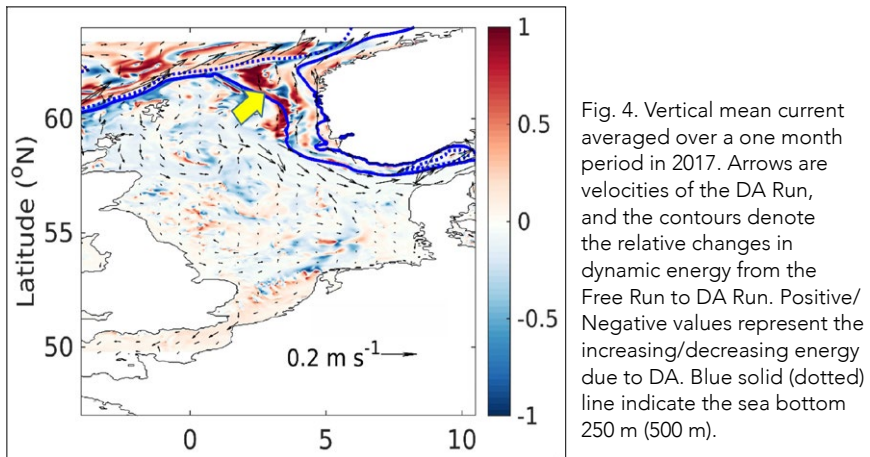 1
60
0.5
Latitude (°N)
55
0
-0.5
50
0.2 m s-1
-1
0
5
10
Fig. 4. Vertical mean current
averaged over a one month
period in 2017. Arrows are
velocities of the DA Run,
and the contours denote
the relative changes in
dynamic energy from the
Free Run to DA Run. Positive/
Negative values represent the
increasing/decreasing energy
due to DA. Blue solid (dotted)
line indicate the sea bottom
250 m (500 m).